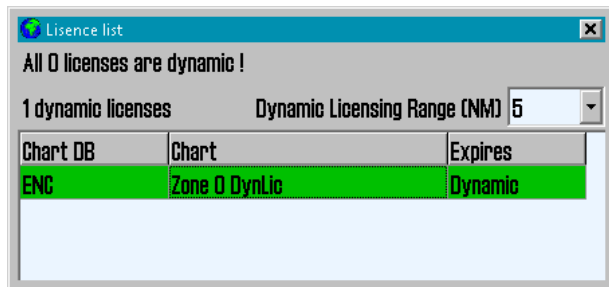 Lisence list
All 0 licenses are dynamic !
1 dynamic licenses Dynamic Licensing Range (NM) 5
Chart DB Chart Expires
ENC Zone 0 DynLic Dynamic